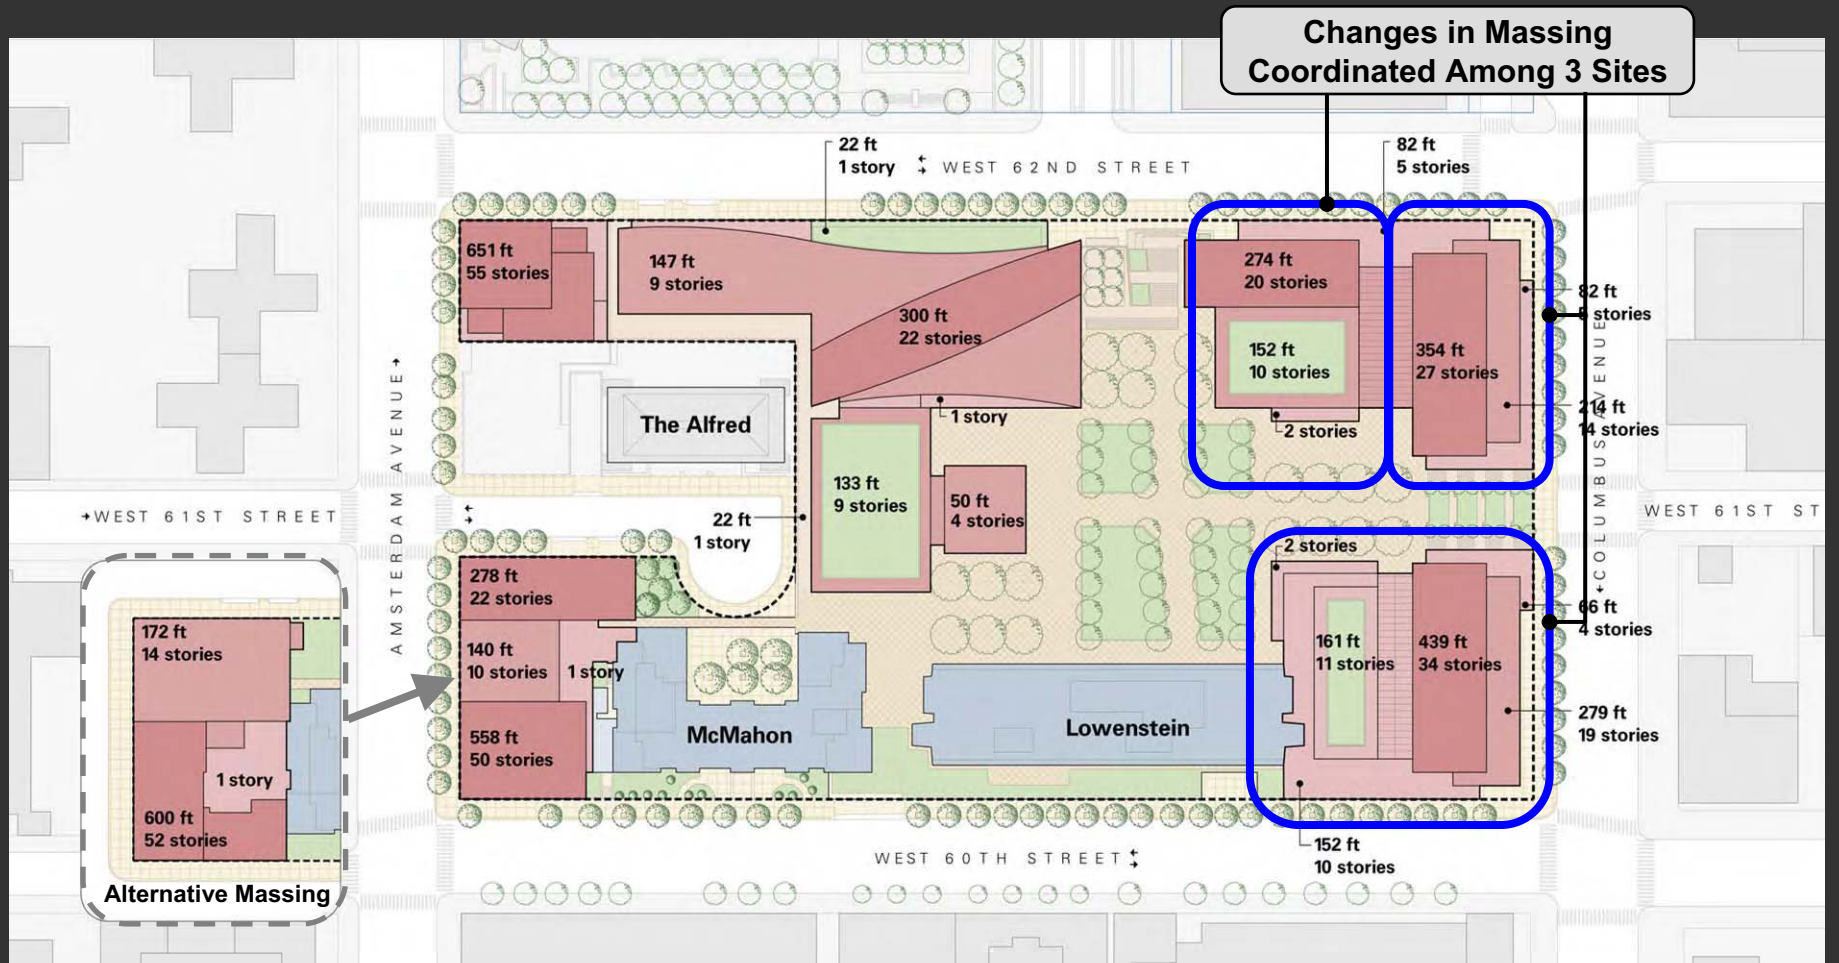 Changes in Massing
Coordinated Among 3 Sites
22 ft
1 story
WEST 62ND STREET
82 ft
5 stories
651 ft
55 stories
147 ft
9 stories
300 ft
22 stories
274 ft
20 stories
152 ft
10 stories
354 ft
27 stories
82 ft
5 stories
214 ft
14 stories
1 story
2 stories
The Alfred
AMSTERDAM AVENUE
COLUMBUS AVENUE
133 ft
9 stories
50 ft
4 stories
22 ft
1 story
WEST 61ST STREET
WEST 61ST ST
2 stories
278 ft
22 stories
140 ft
10 stories
1 story
558 ft
50 stories
McMahon
Lowenstein
161 ft
11 stories
439 ft
34 stories
66 ft
4 stories
279 ft
19 stories
152 ft
10 stories
WEST 60TH STREET
172 ft
14 stories
1 story
600 ft
52 stories
Alternative Massing